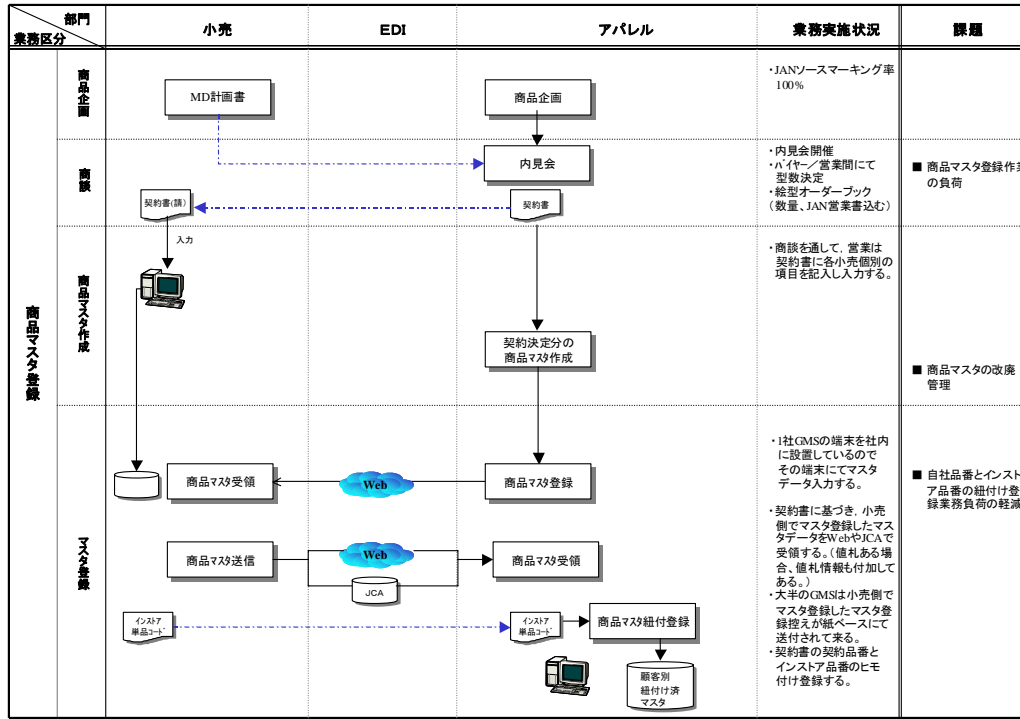 部門
業務区分
小売
EDI
アパレル
業務実施状況
課題
商品マスタ登録
商品企画
MD計画書
商品企画
・JANソースマーキング率
100%
商談
内見会
契約書(請)
契約書
入力
・内見会開催
・バイヤー／営業間にて
型数決定
・絵型オーダーブック
（数量、JAN営業書込む）
■ 商品マスタ登録作業
の負荷
商品マスタ作成
契約決定分の
商品マスタ作成
・商談を通して, 営業は
契約書に各小売個別の
項目を記入し入力する。
■ 商品マスタの改廃
管理
マスタ登録
商品マスタ受領
Web
商品マスタ登録
・1社GMSの端末を社内
に設置しているので
その端末にてマスタ
データ入力する。
■ 自社品番とインスト
ア品番の紐付け登
録業務負荷の軽減
商品マスタ送信
Web
JCA
商品マスタ受領
・契約書に基づき, 小売
側でマスタ登録したマス
タデータをWebやJCAで
受領する。（値札ある場
合、値札情報も付加して
ある。）
インストア
単品コード
インストア
単品コード
商品マスタ紐付登録
顧客別
紐付け済
マスタ
・大半のGMSは小売側で
マスタ登録したマスタ登
録控えが紙ベースにて
送付されて来る。
・契約書の契約品番と
インストア品番のヒモ
付け登録する。